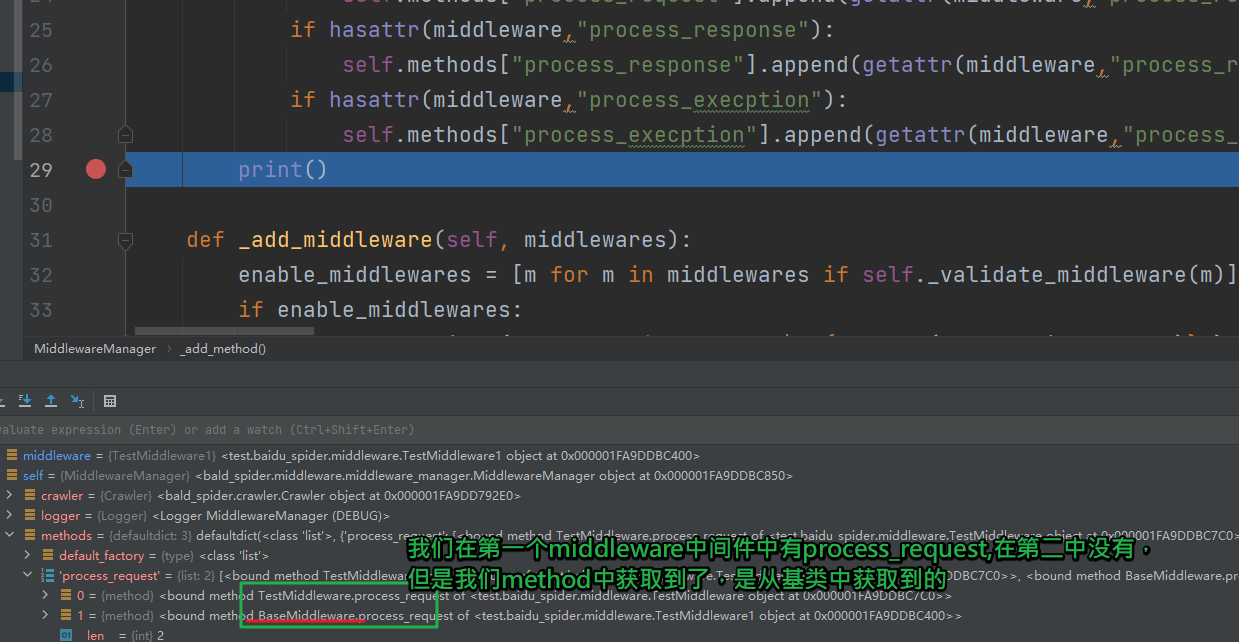 self.methods["process_request"].append(getattr(middleware,"process_re
25 if hasattr(middleware,"process_response"):
26 self.methods["process_response"].append(getattr(middleware,"process_r
27 if hasattr(middleware,"process_execption"):
28 self.methods["process_execption"].append(getattr(middleware,"process_
29 print()
30
31 def _add_middleware(self, middlewares):
32 enable_middlewares = [m for m in middlewares if self._validate_middleware(m)]
33 if enable_middlewares:
MiddlewareManager › _add_method()
valuate expression (Enter) or add a watch (Ctrl+Shift+Enter)
middleware = {TestMiddleware1} <test.baidu_spider.middleware.TestMiddleware1 object at 0x000001FA9DDBC400>
self = {MiddlewareManager} <bald_spider.middleware.middleware_manager.MiddlewareManager object at 0x000001FA9DDBC850>
crawler = {Crawler} <bald_spider.crawler.Crawler object at 0x000001FA9DD792E0>
logger = {Logger} <Logger MiddlewareManager (DEBUG)>
methods = {defaultdict: 3} defaultdict(<class 'list'>, {'process_request': [<bound method TestMiddleware.process_request of <test.baidu_spider.middleware.TestMiddleware object at 0x000001FA9DDBC7C0>
我们在第一个middleware中间件中有process_request,在第二中没有，
default_factory = {type} <class 'list'>
但是我们method中获取到了，是从基类中获取到的
'process_request' = {list: 2} [<bound method TestMiddlewa DBC7C0>>, <bound method BaseMiddleware.pr
0 = {method} <bound method TestMiddleware.process_request of <test.baidu_spider.middleware.TestMiddleware object at 0x000001FA9DDBC7C0>>
1 = {method} <bound method BaseMiddleware.process_request of <test.baidu_spider.middleware.TestMiddleware1 object at 0x000001FA9DDBC400>>
01 __len__ = {int} 2